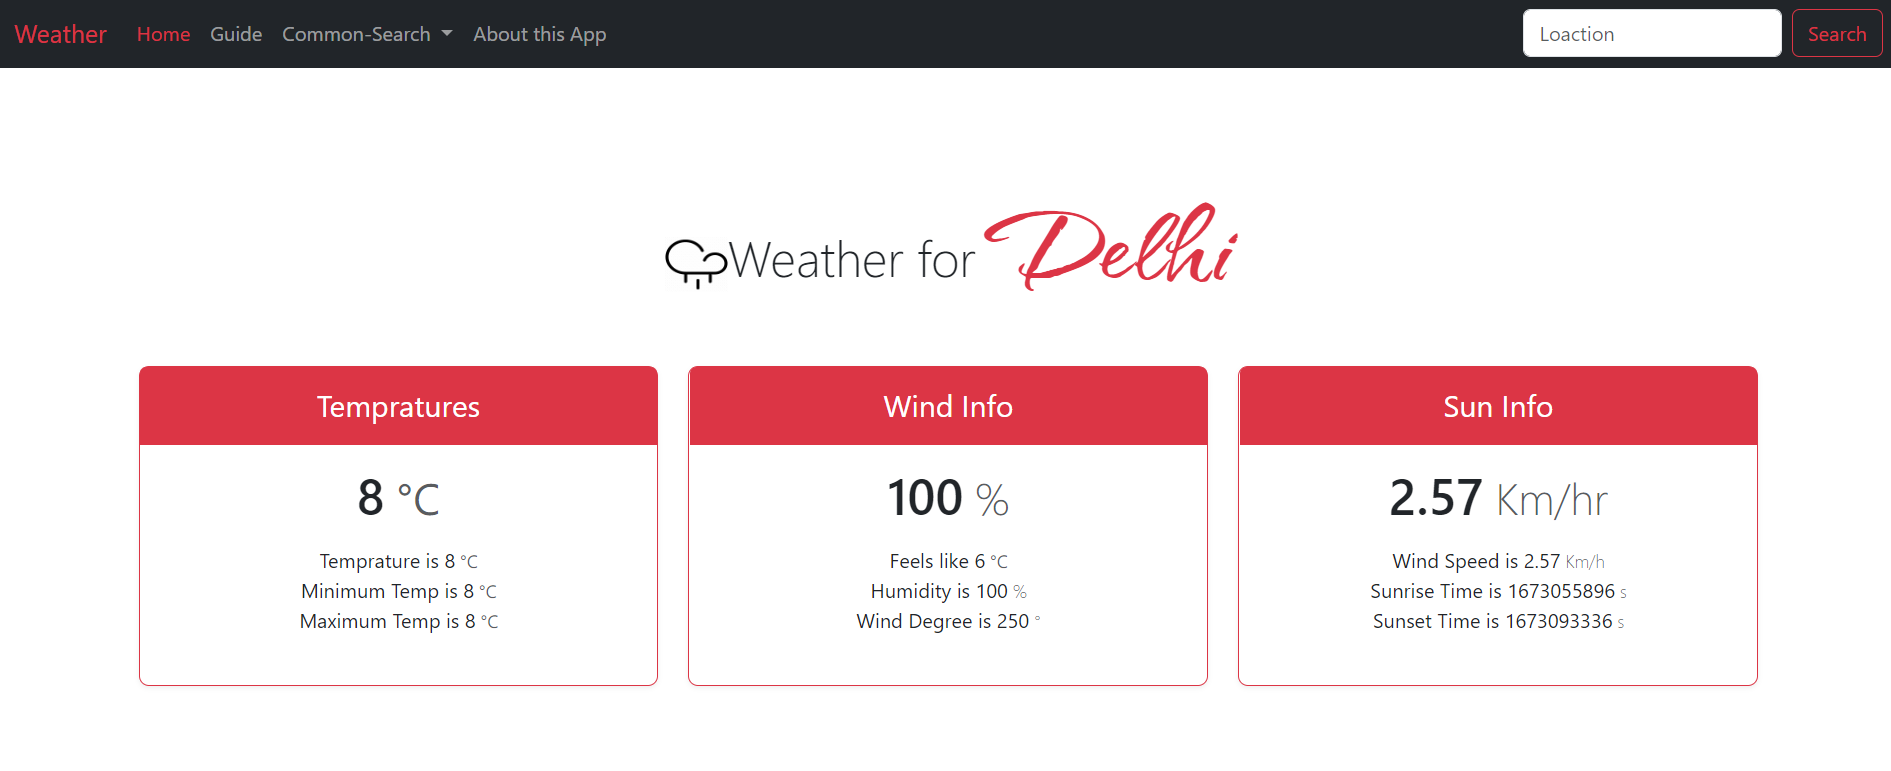 Weather Home Guide Common-Search About this App Loaction Search
Weather for Delhi
Tempratures
8 °C
Temprature is 8 °C
Minimum Temp is 8 °C
Maximum Temp is 8 °C
Wind Info
100 %
Feels like 6 °C
Humidity is 100 %
Wind Degree is 250 °
Sun Info
2.57 Km/hr
Wind Speed is 2.57 Km/h
Sunrise Time is 1673055896 s
Sunset Time is 1673093336 s